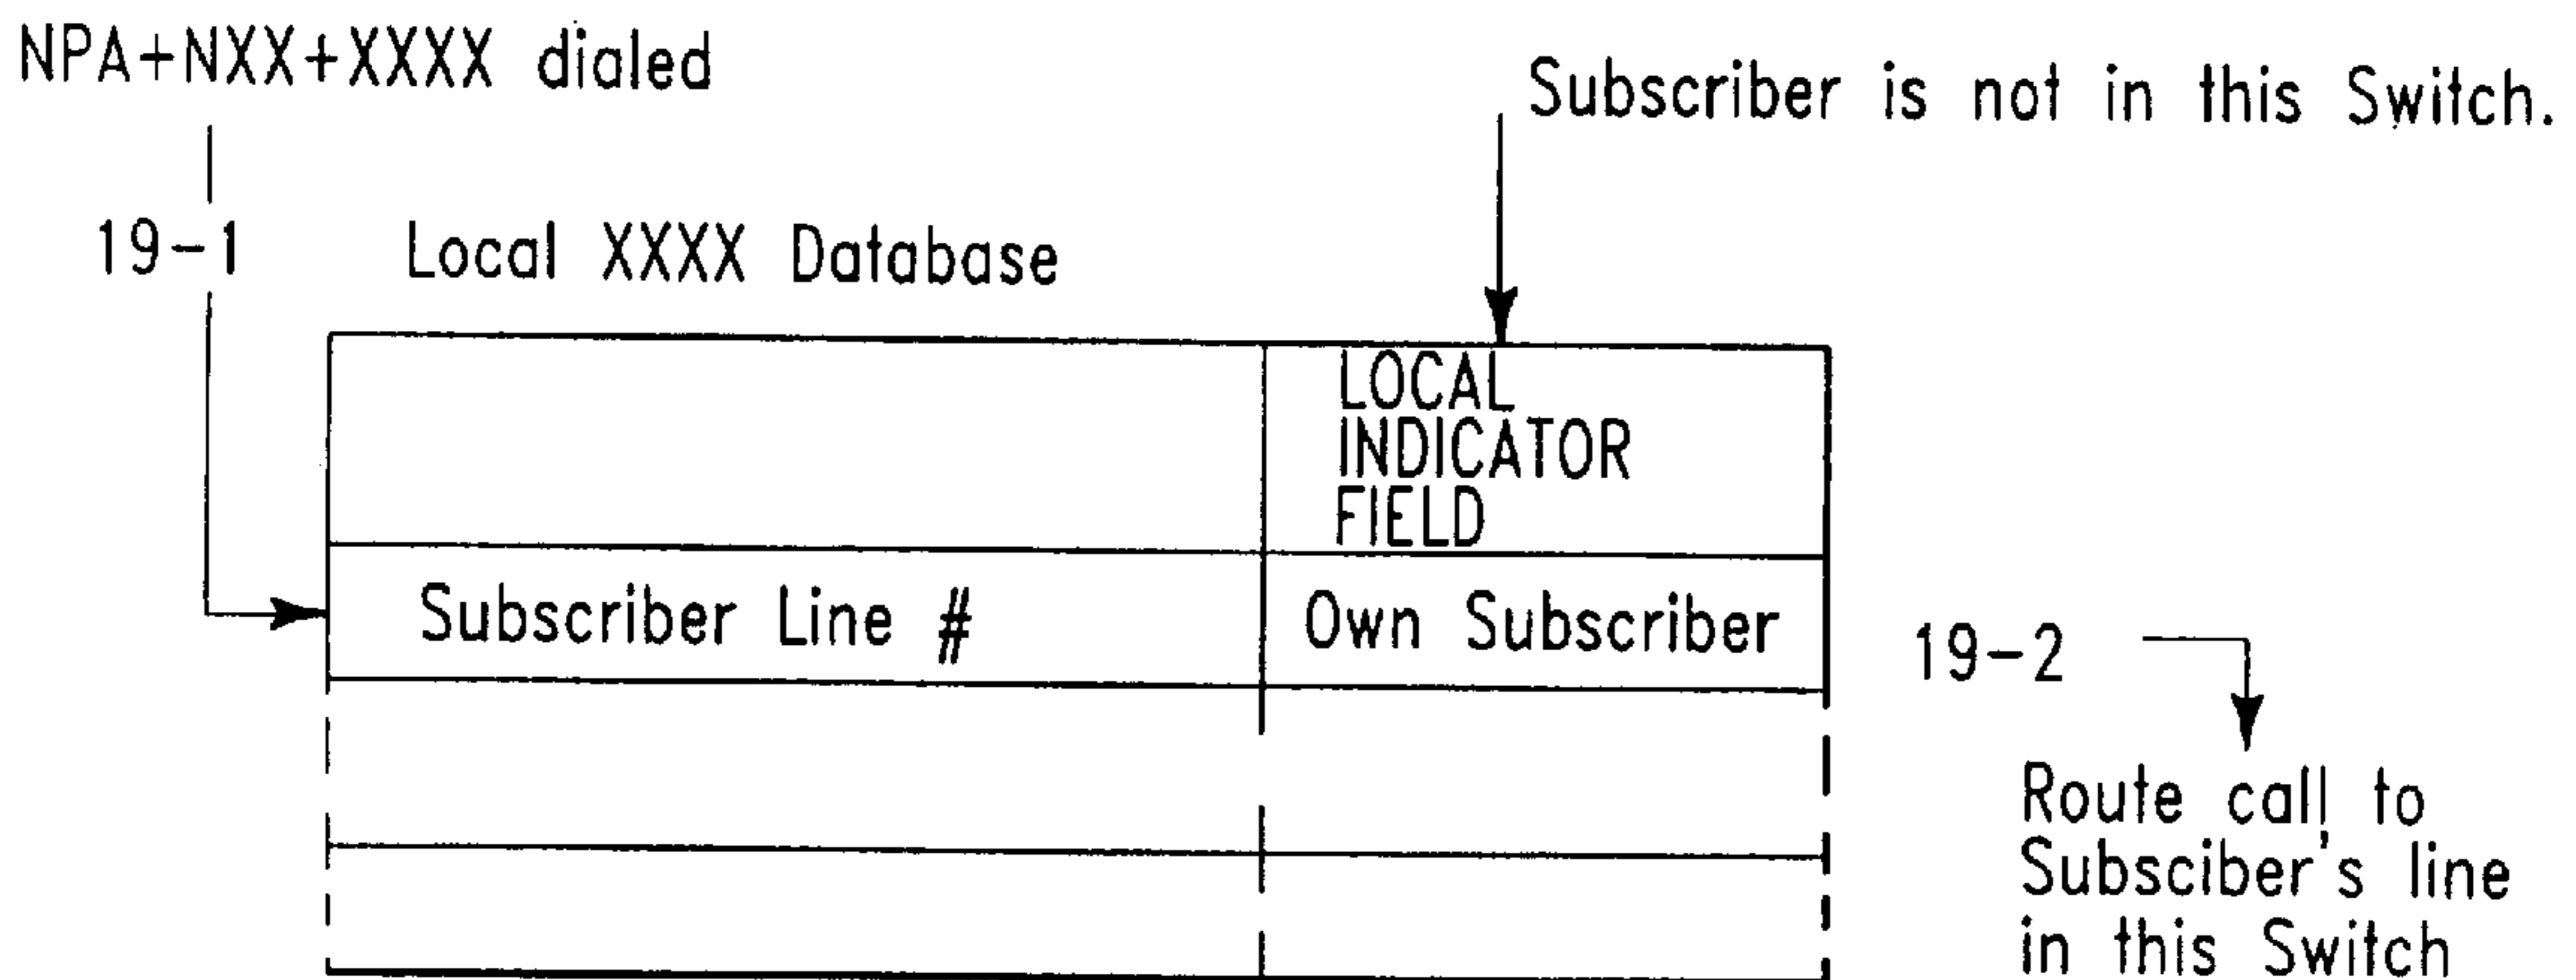 NPA+NXX+XXXX dialed
Subscriber is not in this Switch.
19-1
Local XXXX Database
LOCAL
INDICATOR
FIELD
Subscriber Line #
Own Subscriber
19-2
Route call to
Subsciber's line
in this Switch